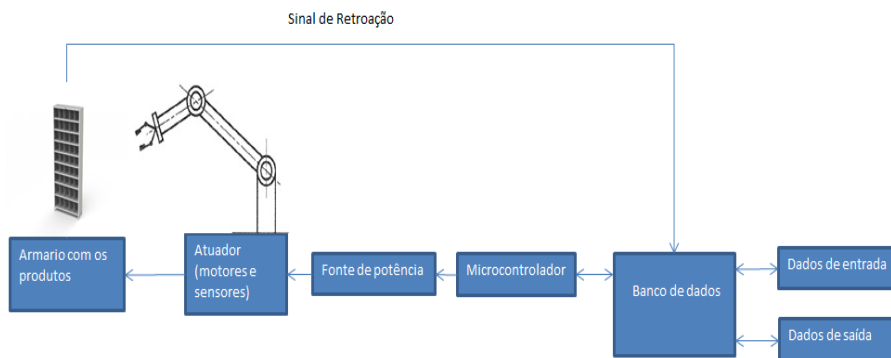 Sinal de Retroação
Armario com os
produtos
Atuador
(motores e
sensores)
Fonte de potência
Microcontrolador
Banco de dados
Dados de entrada
Dados de saída